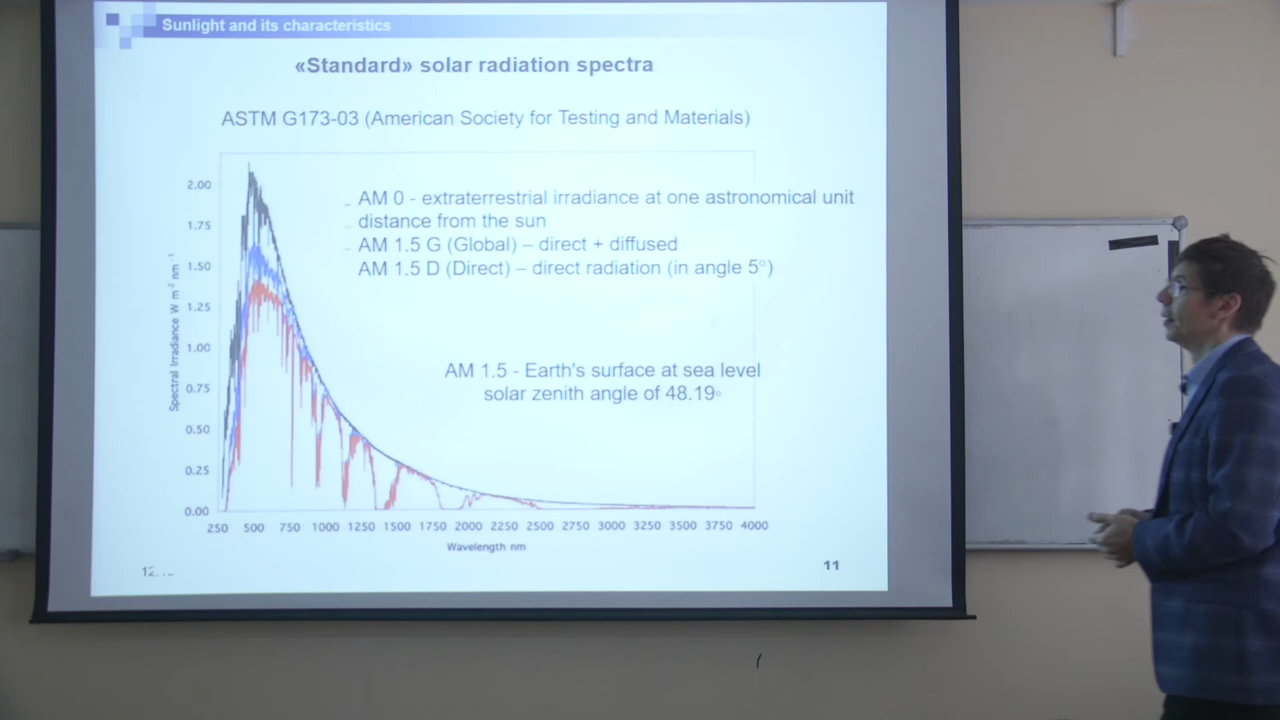 Sunlight and its characteristics
«Standard» solar radiation spectra
ASTM G173-03 (American Society for Testing and Materials)
AM 0 - extraterrestrial irradiance at one astronomical unit
distance from the sun
AM 1.5 G (Global) – direct + diffused
AM 1.5 D (Direct) – direct radiation (in angle 5°)
AM 1.5 - Earth's surface at sea level
solar zenith angle of 48.19°
Spectral Irradiance W m-2 nm-1
2.00
1.75
1.50
1.25
1.00
0.75
0.50
0.25
0.00
250 500 750 1000 1250 1500 1750 2000 2250 2500 2750 3000 3250 3500 3750 4000
Wavelength nm
11